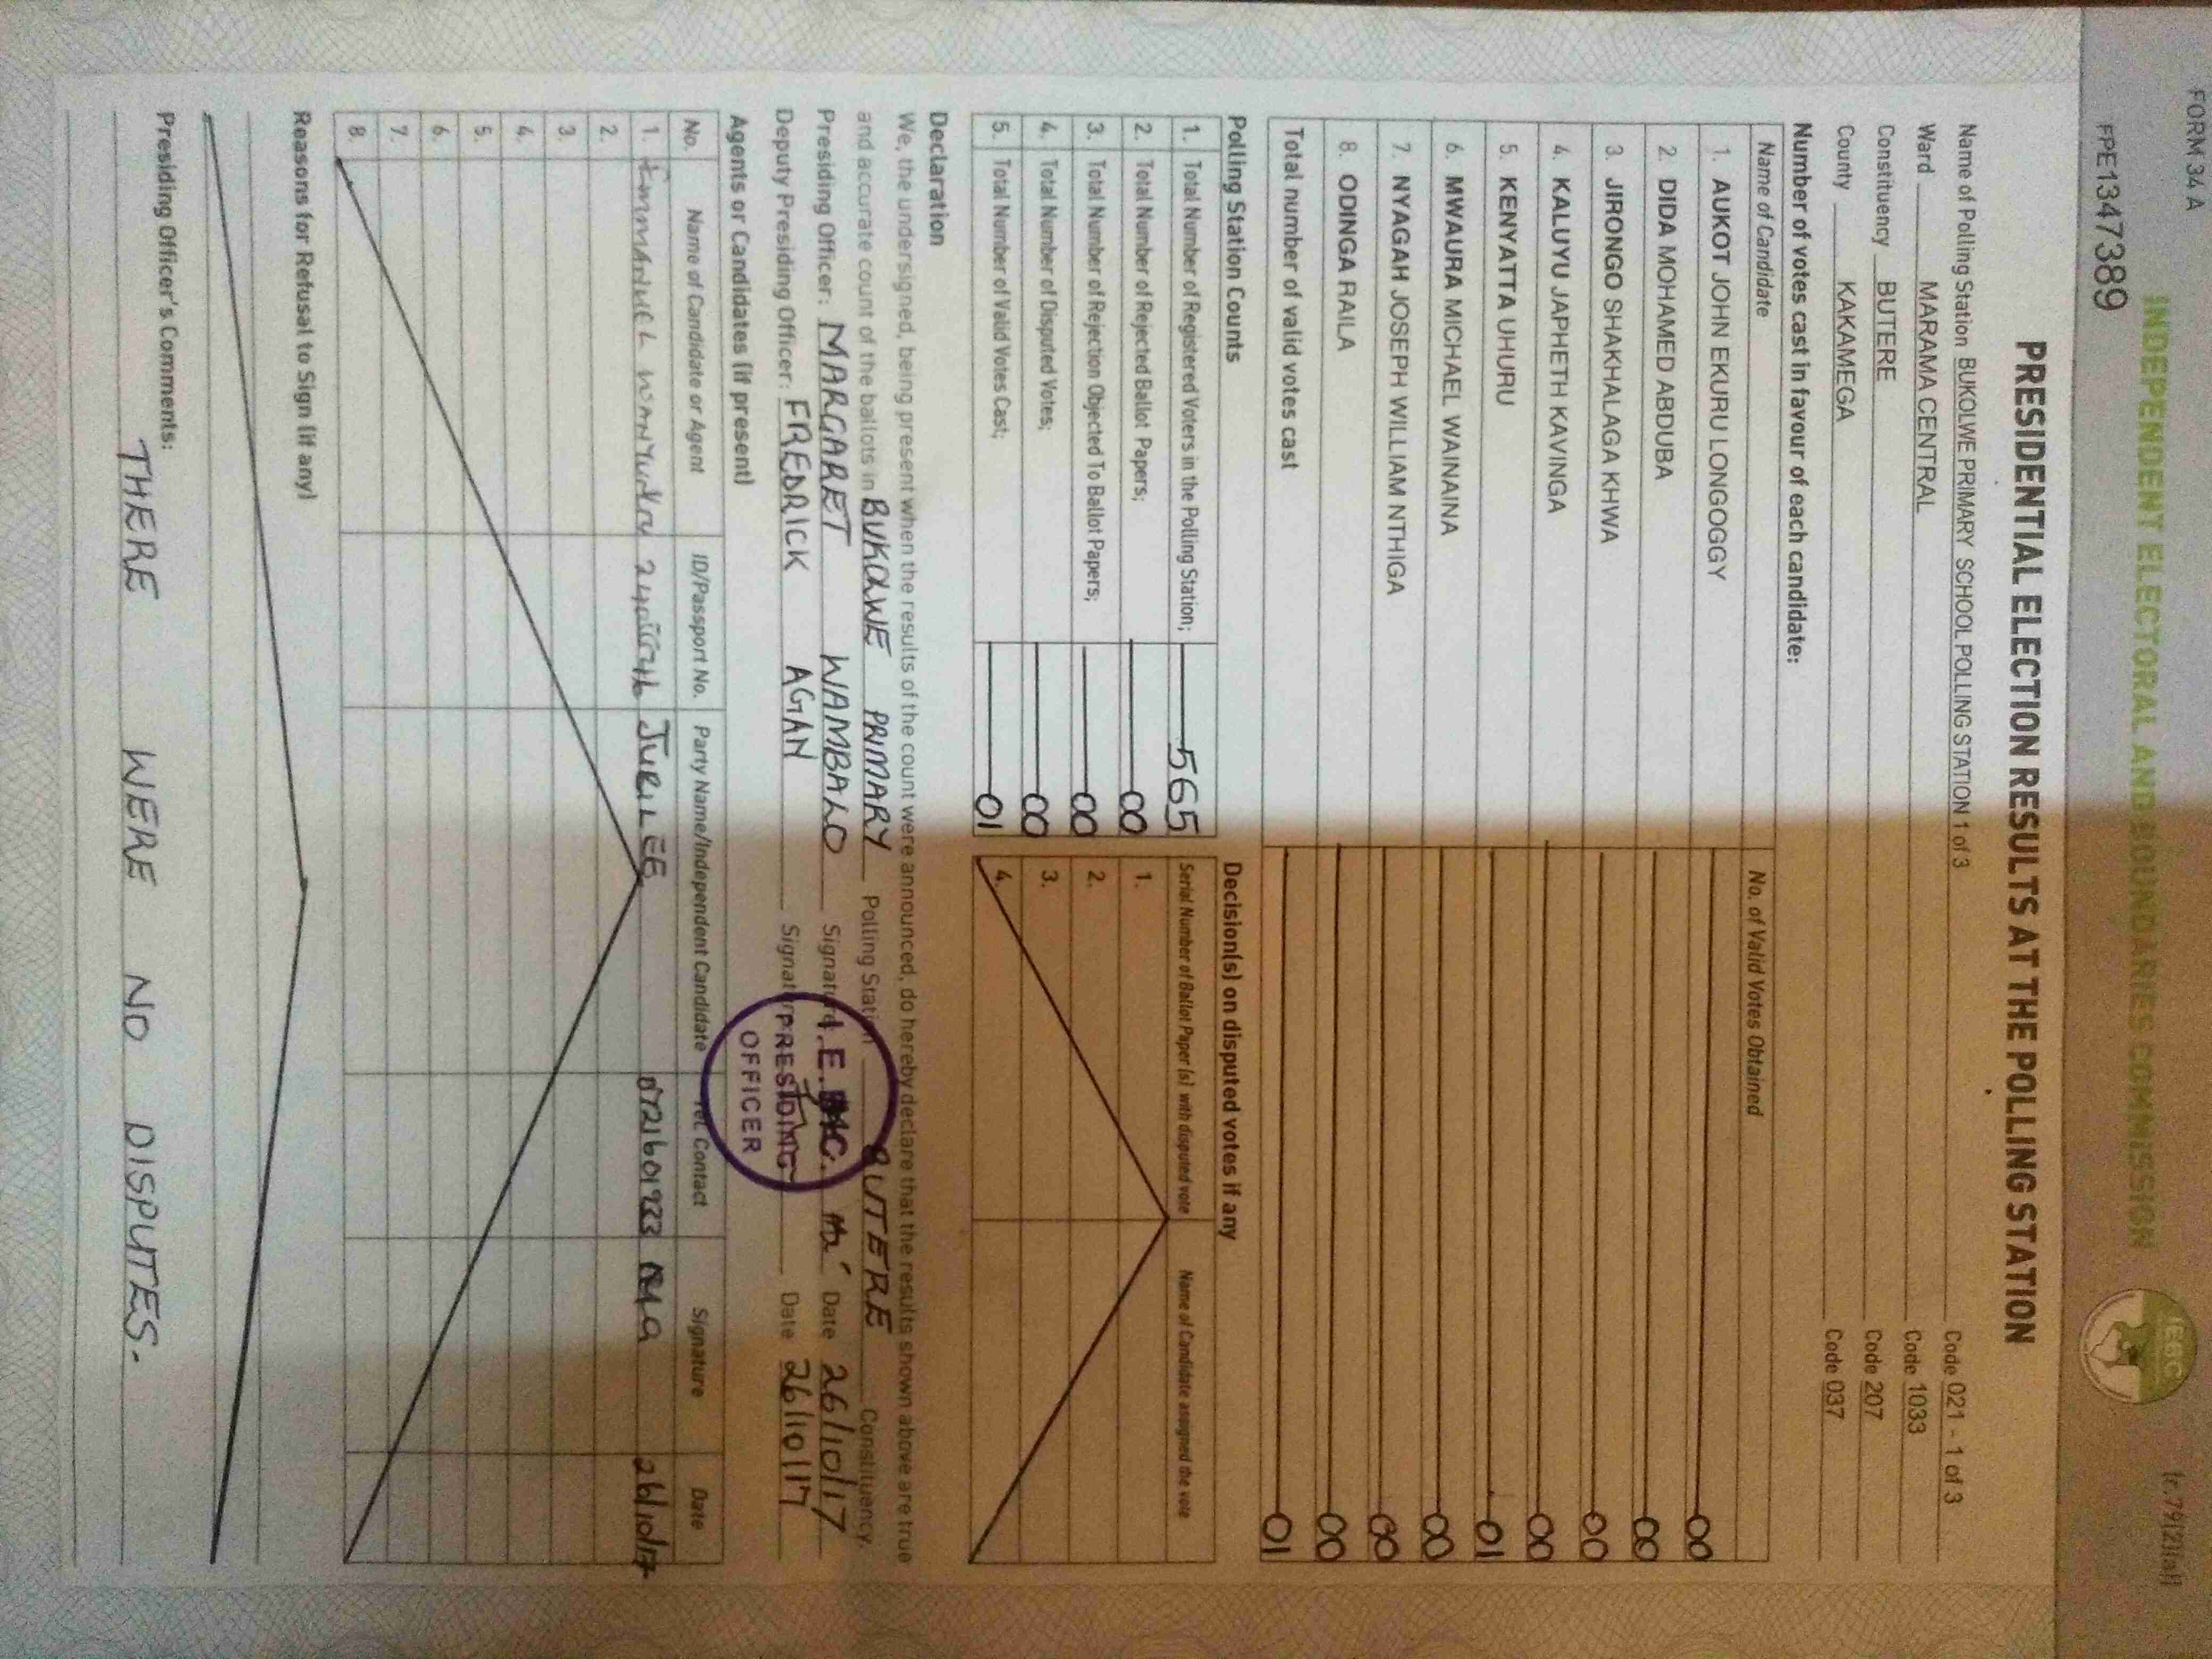 FORM 34 A
(r.79(2)(a))
INDEPENDENT ELECTORAL AND BOUNDARIES COMMISSION
IEBC
FPE1347389
PRESIDENTIAL ELECTION RESULTS AT THE POLLING STATION
Name of Polling Station BUKOLWE PRIMARY SCHOOL POLLING STATION 1 of 3 Code 021 - 1 of 3
Ward MARAMA CENTRAL Code 1033
Constituency BUTERE Code 207
County KAKAMEGA Code 037
Number of votes cast in favour of each candidate:
Name of Candidate No. of Valid Votes Obtained
1. AUKOT JOHN EKURU LONGOGGY 00
2. DIDA MOHAMED ABDUBA 00
3. JIRONGO SHAKHALAGA KHWA 00
4. KALUYU JAPHETH KAVINGA 00
5. KENYATTA UHURU 01
6. MWAURA MICHAEL WAINAINA 00
7. NYAGAH JOSEPH WILLIAM NTHIGA 00
8. ODINGA RAILA 00
Total number of valid votes cast 01
Polling Station Counts
1. Total Number of Registered Voters in the Polling Station; 565
2. Total Number of Rejected Ballot Papers; 00
3. Total Number of Rejection Objected To Ballot Papers; 00
4. Total Number of Disputed Votes; 00
5. Total Number of Valid Votes Cast; 01
Decision(s) on disputed votes if any
Serial Number of Ballot Paper (s) with disputed vote Name of Candidate assigned the vote
1.
2.
3.
4.
Declaration
We, the undersigned, being present when the results of the count were announced, do hereby declare that the results shown above are true
and accurate count of the ballots in BUKOLWE PRIMARY Polling Station BUTERE Constituency.
Presiding Officer: MARGARET WAMBALO Signature Date 26/10/17
Deputy Presiding Officer: FREDRICK AGAN Signature Date 26/10/17
I.E.B.C.
PRESIDING
OFFICER
Agents or Candidates (if present)
No. Name of Candidate or Agent ID/Passport No. Party Name/Independent Candidate Tel. Contact Signature Date
1. Emmanuel JUBILEE 26/10/17
2.
3.
4.
5.
6.
7.
8.
Reasons for Refusal to Sign (if any)
Presiding Officer's Comments:
THERE WERE NO DISPUTES.